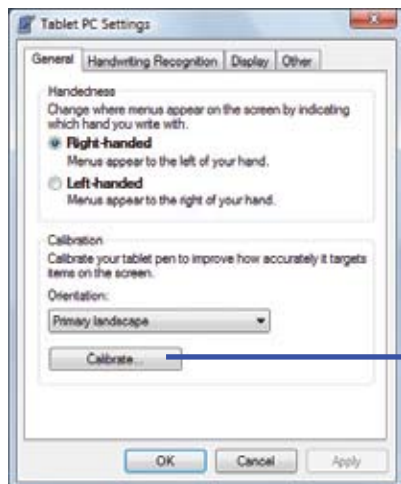 Tablet PC Settings
General Handwriting Recognition Display Other
Handedness
Change where menus appear on the screen by indicating
which hand you write with.
Right-handed
Menus appear to the left of your hand.
Left-handed
Menus appear to the right of your hand.
Calibration
Calibrate your tablet pen to improve how accurately it targets
items on the screen.
Orientation:
Primary landscape
Calibrate...
OK Cancel Apply